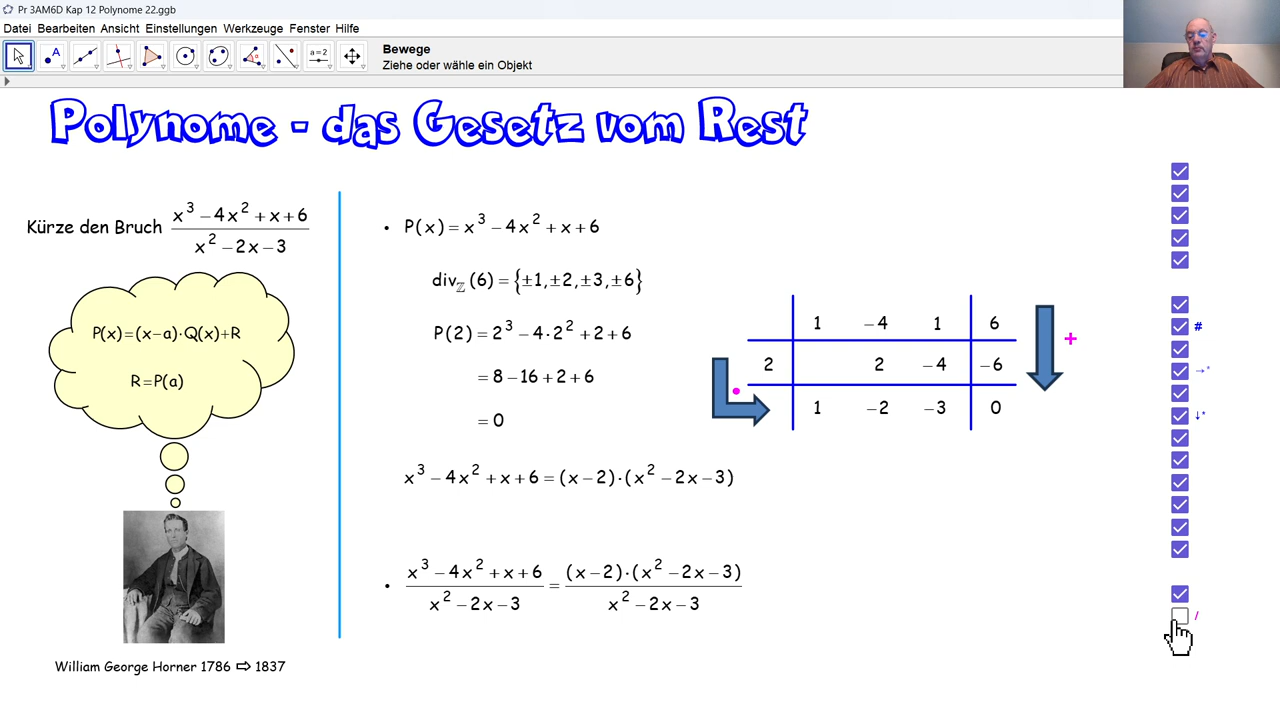 Pr 3AM6D Kap 12 Polynome 22.ggb
Datei Bearbeiten Ansicht Einstellungen Werkzeuge Fenster Hilfe
A
a=2
Bewege
Ziehe oder wähle ein Objekt
Polynome - das Gesetz vom Rest
Kürze den Bruch (x³ − 4x² + x + 6)/(x² − 2x − 3)
P(x)=(x−a)·Q(x)+R
R=P(a)
William George Horner 1786 ⇨ 1837
• P(x) = x³ − 4x² + x + 6
div_ℤ(6) = {±1, ±2, ±3, ±6}
P(2) = 2³ − 4·2² + 2 + 6
= 8 − 16 + 2 + 6
= 0
x³ − 4x² + x + 6 = (x − 2)·(x² − 2x − 3)
• (x³ − 4x² + x + 6)/(x² − 2x − 3) = ((x − 2)·(x² − 2x − 3))/(x² − 2x − 3)
1 −4 1 6
2 2 −4 −6
1 −2 −3 0
+
·
#
→*
↓*
/